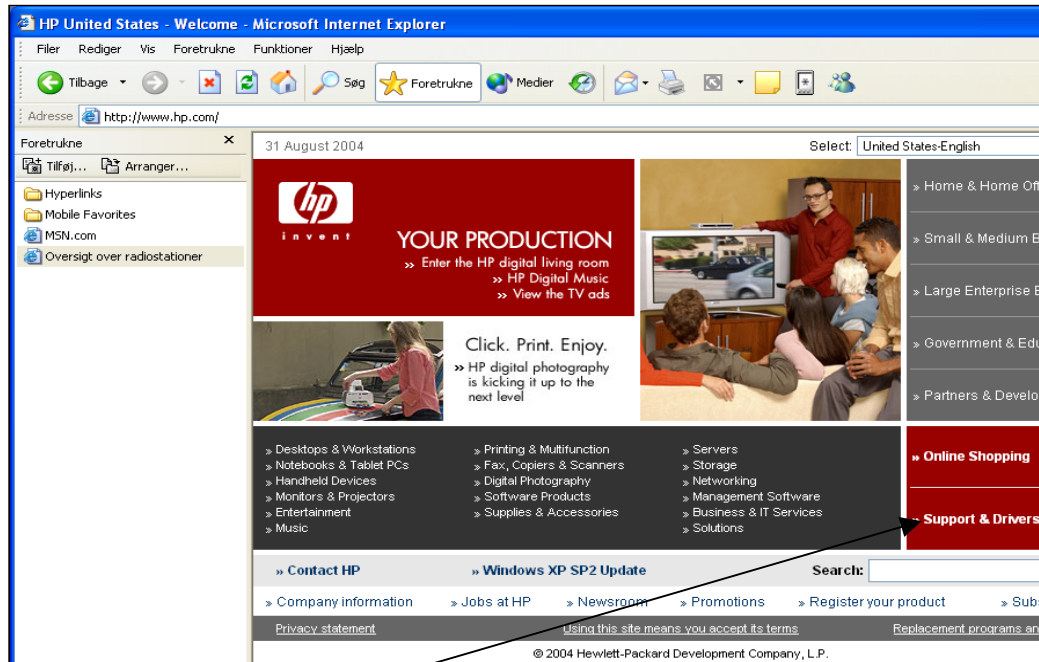 HP United States - Welcome - Microsoft Internet Explorer
Filer Rediger Vis Foretrukne Funktioner Hjælp
Tilbage Søg Foretrukne Medier
Adresse http://www.hp.com/
Foretrukne
Tilføj... Arranger...
Hyperlinks
Mobile Favorites
MSN.com
Oversigt over radiostationer
31 August 2004 Select: United States-English
hp
invent
YOUR PRODUCTION
» Enter the HP digital living room
» HP Digital Music
» View the TV ads
Click. Print. Enjoy.
» HP digital photography
is kicking it up to the
next level
» Home & Home Off
» Small & Medium B
» Large Enterprise B
» Government & Edu
» Partners & Develo
» Desktops & Workstations
» Notebooks & Tablet PCs
» Handheld Devices
» Monitors & Projectors
» Entertainment
» Music
» Printing & Multifunction
» Fax, Copiers & Scanners
» Digital Photography
» Software Products
» Supplies & Accessories
» Servers
» Storage
» Networking
» Management Software
» Business & IT Services
» Solutions
» Online Shopping
» Support & Drivers
» Contact HP » Windows XP SP2 Update Search:
» Company information » Jobs at HP » Newsroom » Promotions » Register your product » Subs
Privacy statement Using this site means you accept its terms Replacement programs an
© 2004 Hewlett-Packard Development Company, L.P.